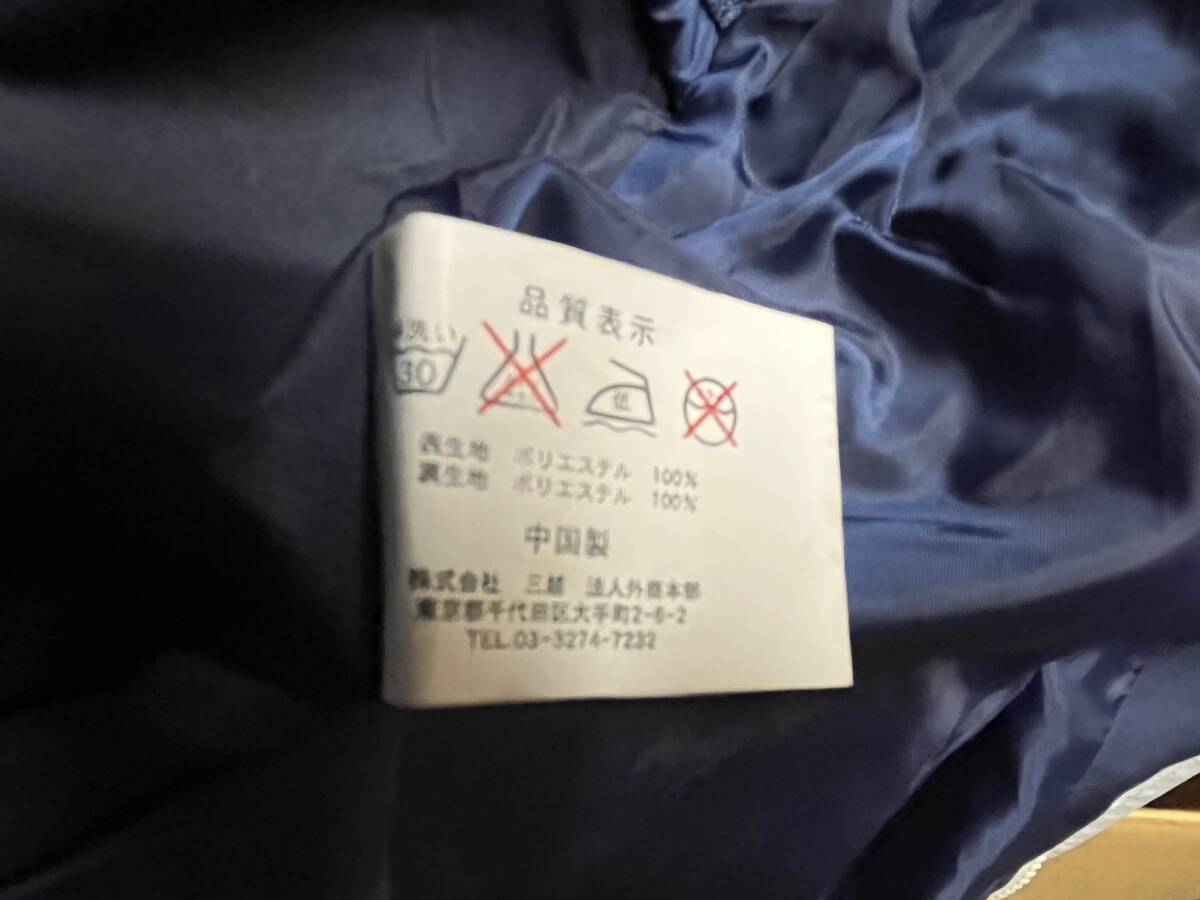 品質表示
手洗い
30 低
表生地 ポリエステル 100%
裏生地 ポリエステル 100%
中国製
株式会社 三越 法人外商本部
東京都千代田区大手町2-6-2
TEL.03-3274-7232